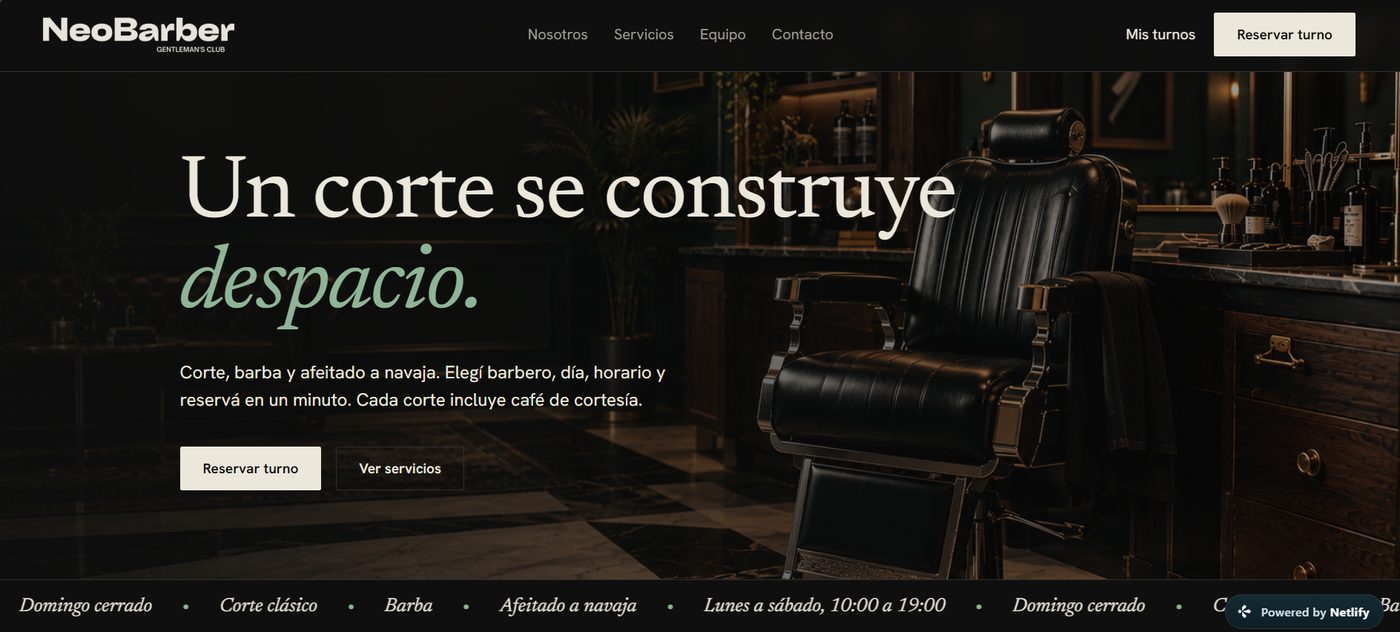 NeoBarber
GENTLEMAN'S CLUB
Nosotros
Servicios
Equipo
Contacto
Mis turnos
Reservar turno
Un corte se construye
despacio.
Corte, barba y afeitado a navaja. Elegí barbero, día, horario y
reservá en un minuto. Cada corte incluye café de cortesía.
Reservar turno
Ver servicios
Domingo cerrado • Corte clásico • Barba • Afeitado a navaja • Lunes a sábado, 10:00 a 19:00 • Domingo cerrado •
Powered by Netlify